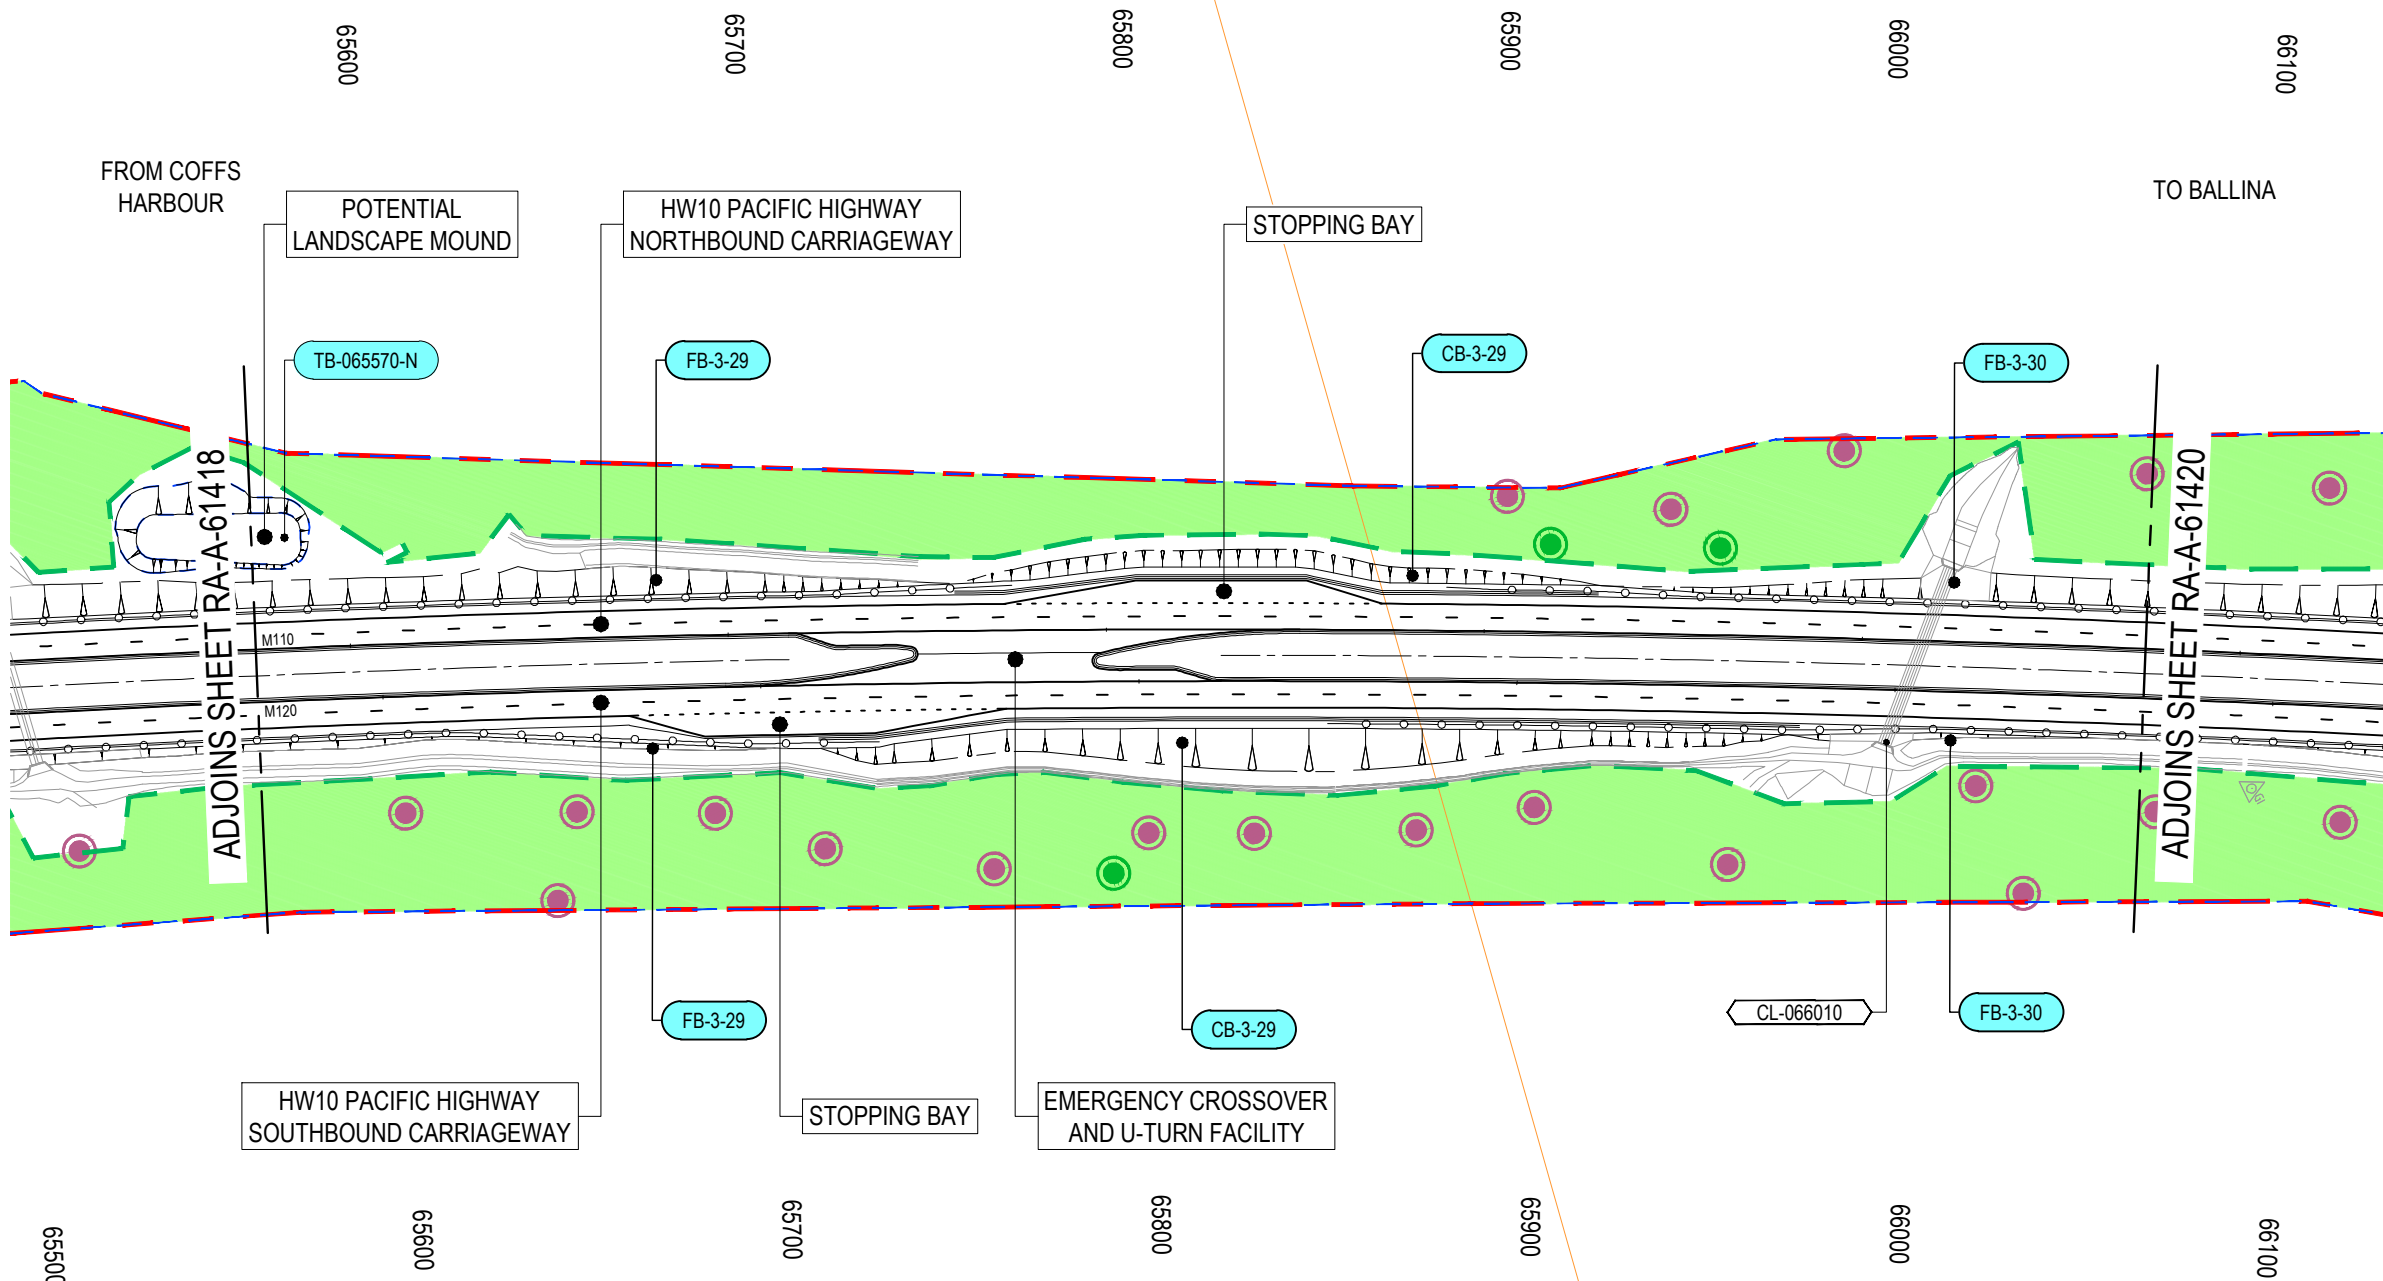 65600
65700
65800
65900
66000
66100
FROM COFFS
HARBOUR
TO BALLINA
POTENTIAL
LANDSCAPE MOUND
HW10 PACIFIC HIGHWAY
NORTHBOUND CARRIAGEWAY
STOPPING BAY
TB-065570-N
FB-3-29
CB-3-29
FB-3-30
ADJOINS SHEET RA-A-61418
ADJOINS SHEET RA-A-61420
M110
M120
GI
FB-3-29
CB-3-29
CL-066010
FB-3-30
HW10 PACIFIC HIGHWAY
SOUTHBOUND CARRIAGEWAY
STOPPING BAY
EMERGENCY CROSSOVER
AND U-TURN FACILITY
65500
65600
65700
65800
65900
66000
66100